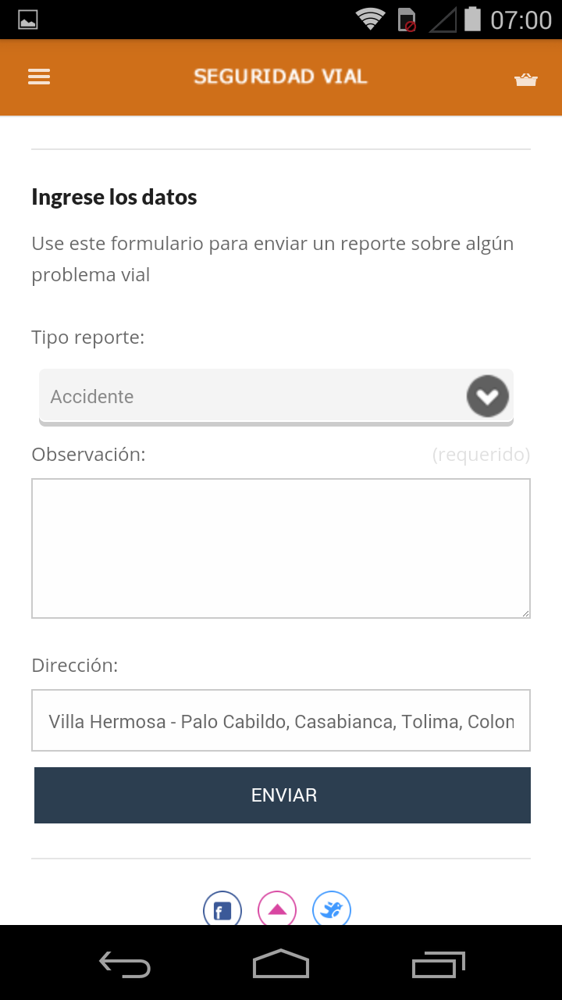 07:00
SEGURIDAD VIAL
Ingrese los datos
Use este formulario para enviar un reporte sobre algún
problema vial
Tipo reporte:
Accidente
Observación: (requerido)
Dirección:
Villa Hermosa - Palo Cabildo, Casabianca, Tolima, Colon
ENVIAR